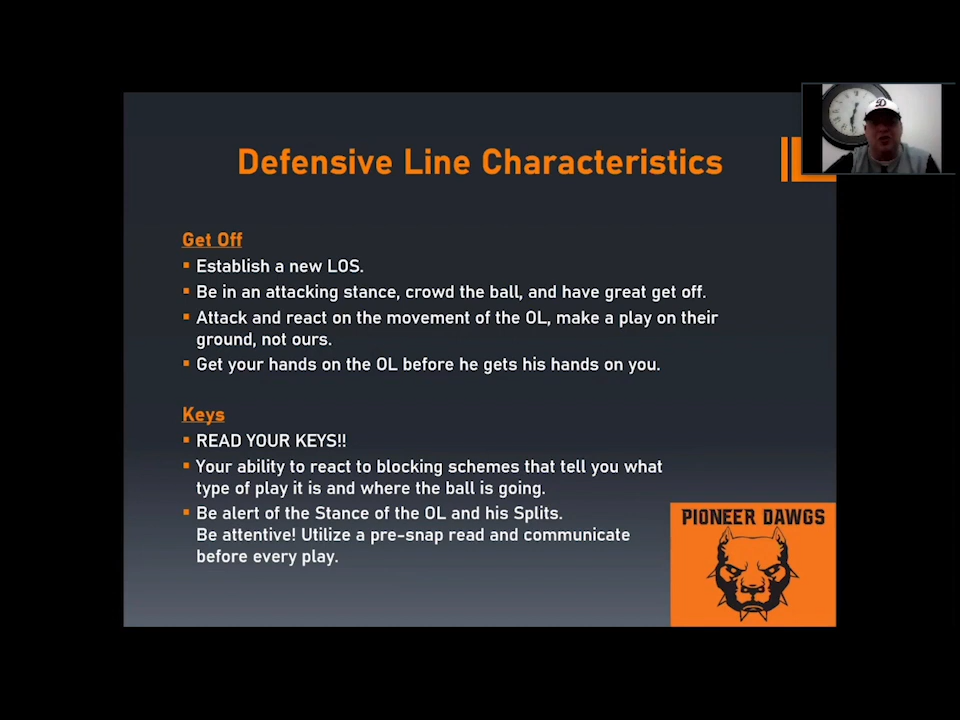 Defensive Line Characteristics
Get Off
Establish a new LOS.
Be in an attacking stance, crowd the ball, and have great get off.
Attack and react on the movement of the OL, make a play on their
ground, not ours.
Get your hands on the OL before he gets his hands on you.
Keys
READ YOUR KEYS!!
Your ability to react to blocking schemes that tell you what
type of play it is and where the ball is going.
Be alert of the Stance of the OL and his Splits.
Be attentive! Utilize a pre-snap read and communicate
before every play.
PIONEER DAWGS
D